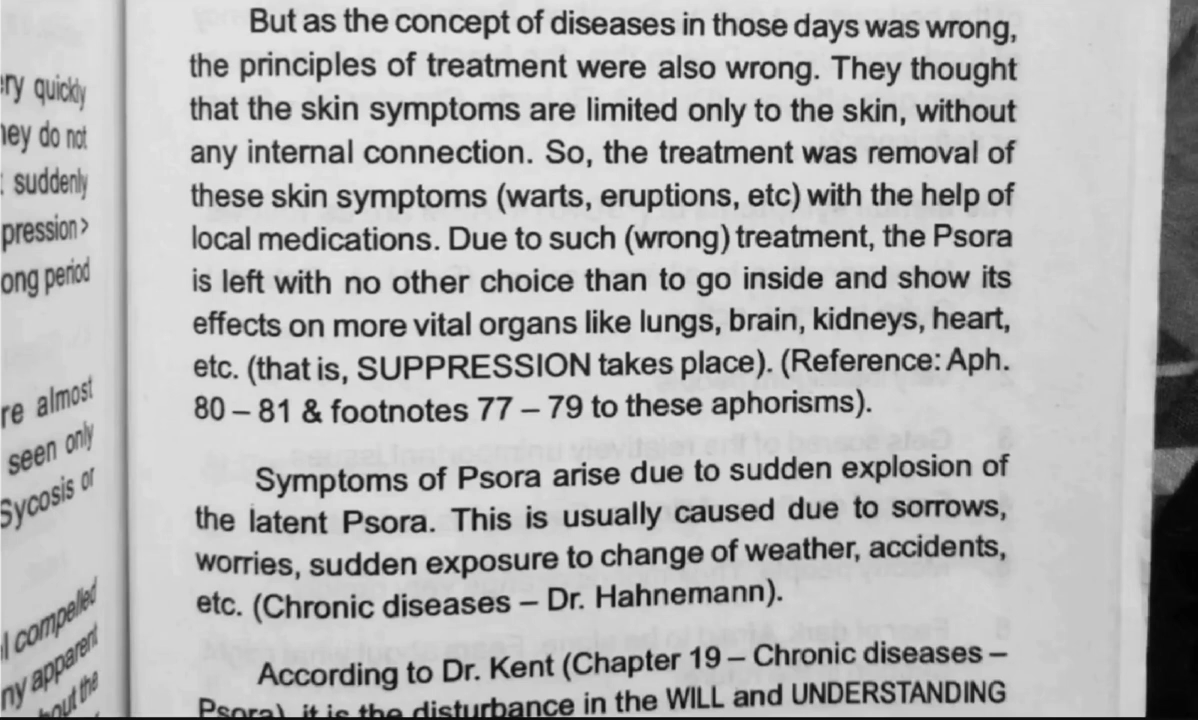 ery quickly
hey do not
suddenly
pression>
ong period
re almost
seen only
Sycosis or
l compelled
ny apparent
bout the
But as the concept of diseases in those days was wrong,
the principles of treatment were also wrong. They thought
that the skin symptoms are limited only to the skin, without
any internal connection. So, the treatment was removal of
these skin symptoms (warts, eruptions, etc) with the help of
local medications. Due to such (wrong) treatment, the Psora
is left with no other choice than to go inside and show its
effects on more vital organs like lungs, brain, kidneys, heart,
etc. (that is, SUPPRESSION takes place). (Reference: Aph.
80 – 81 & footnotes 77 – 79 to these aphorisms).
Symptoms of Psora arise due to sudden explosion of
the latent Psora. This is usually caused due to sorrows,
worries, sudden exposure to change of weather, accidents,
etc. (Chronic diseases – Dr. Hahnemann).
According to Dr. Kent (Chapter 19 – Chronic diseases –
Psora), it is the disturbance in the WILL and UNDERSTANDING